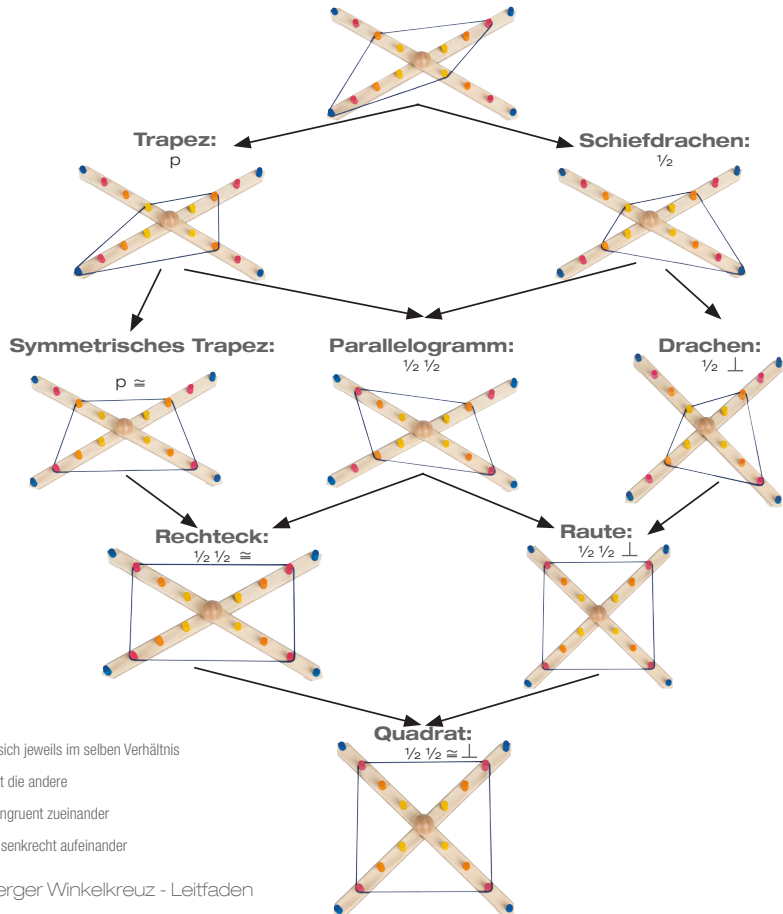 Trapez:
p
Schiefdrachen:
½
Symmetrisches Trapez:
p ≅
Parallelogramm:
½ ½
Drachen:
½ ⊥
Rechteck:
½ ½ ≅
Raute:
½ ½ ⊥
Quadrat:
½ ½ ≅ ⊥
sich jeweils im selben Verhältnis
t die andere
ngruent zueinander
senkrecht aufeinander
erger Winkelkreuz - Leitfaden